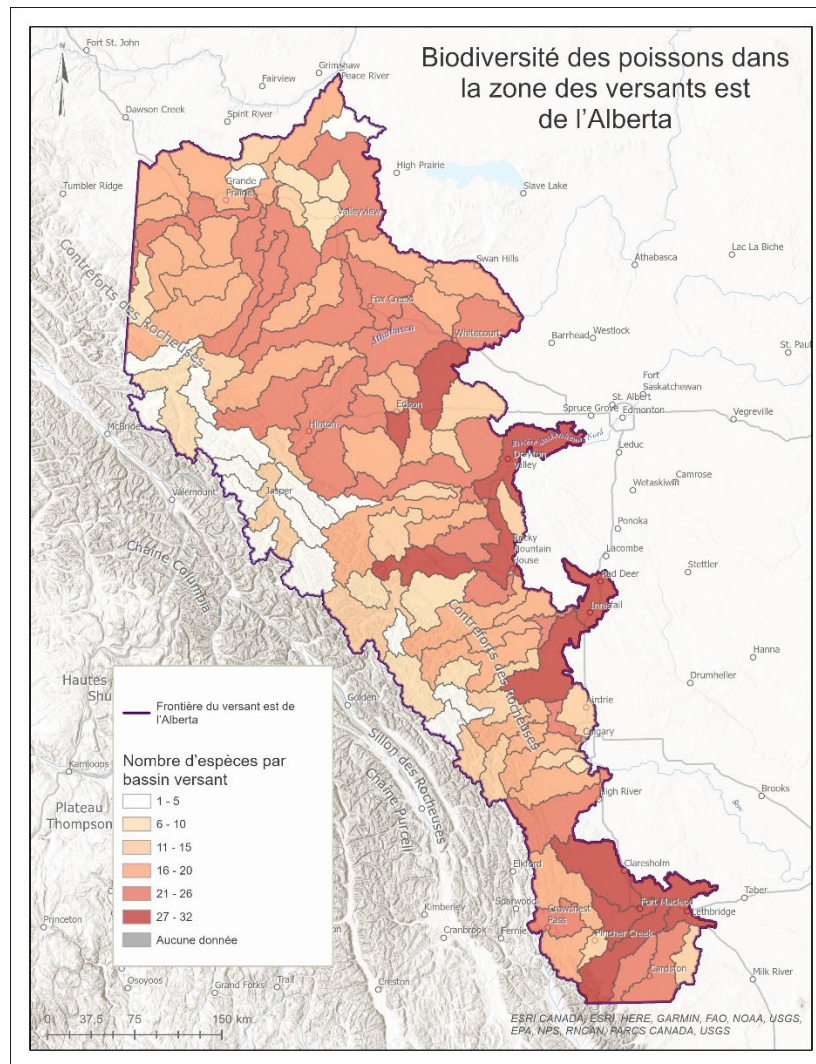 Biodiversité des poissons dans
la zone des versants est
de l'Alberta
N
Fort St. John
Grimshaw
Peace River
Fairview
Dawson Creek
Spirit River
High Prairie
Tumbler Ridge
Grande
Prairie
Slave Lake
Valleyview
Lac La Biche
Swan Hills
Athabasca
Contreforts des Rocheuses
Fox Creek
Athabasca
Whitecourt
Barrhead
Westlock
St. Paul
Fort
Saskatchewan
Edson
St. Albert
Spruce Grove
Edmonton
Vegreville
Hinton
McBride
Rivière Saskatchewan Nord
Drayton
Valley
Leduc
Camrose
Wetaskiwin
Valemount
Jasper
Ponoka
Rocky
Mountain
House
Lacombe
Chaîne Columbia
Red Deer
Stettler
Innisfail
Contreforts des Rocheuses
Hanna
Drumheller
Hautes
Shu
Golden
Airdrie
Calgary
Sillon des Rocheuses
Kamloops
Chaîne Purcell
High River
Brooks
Bow
Plateau
Thompson
Elkford
Claresholm
Sparwood
Fort Macleod
Taber
Lethbridge
Crowsnest
Pass
Princeton
Kimberley
Fernie
Pincher Creek
Cranbrook
Cardston
Milk River
Osoyoos
Grand Forks
Trail
Creston
Frontière du versant est de
l'Alberta
Nombre d'espèces par
bassin versant
1 - 5
6 - 10
11 - 15
16 - 20
21 - 26
27 - 32
Aucune donnée
0 37.5 75 150 km
ESRI CANADA, ESRI, HERE, GARMIN, FAO, NOAA, USGS,
EPA, NPS, RNCAN, PARCS CANADA, USGS